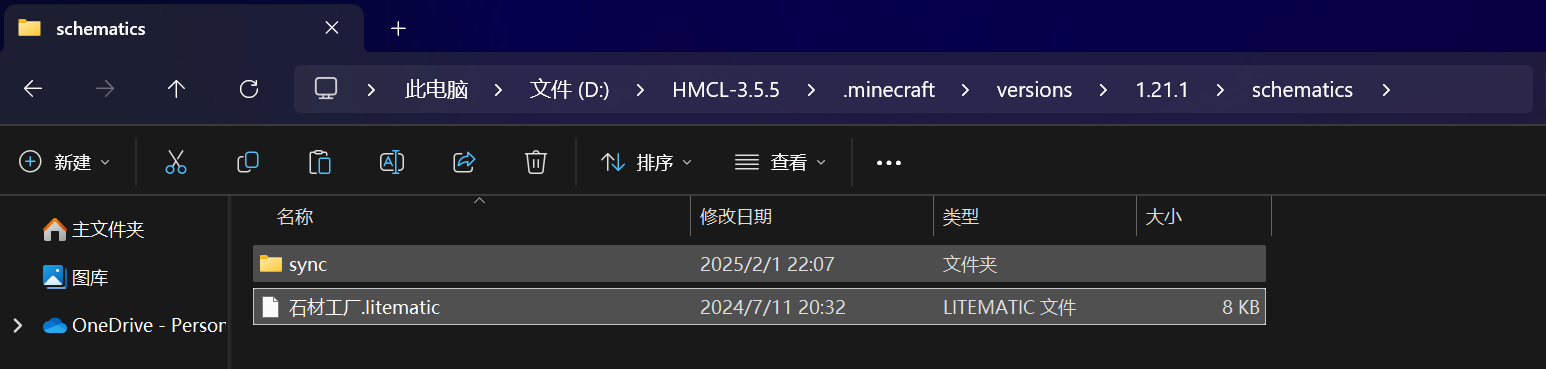 schematics
此电脑 文件 (D:) HMCL-3.5.5 .minecraft versions 1.21.1 schematics
新建 排序 查看
名称 修改日期 类型 大小
主文件夹
sync 2025/2/1 22:07 文件夹
图库
石材工厂.litematic 2024/7/11 20:32 LITEMATIC 文件 8 KB
OneDrive - Person